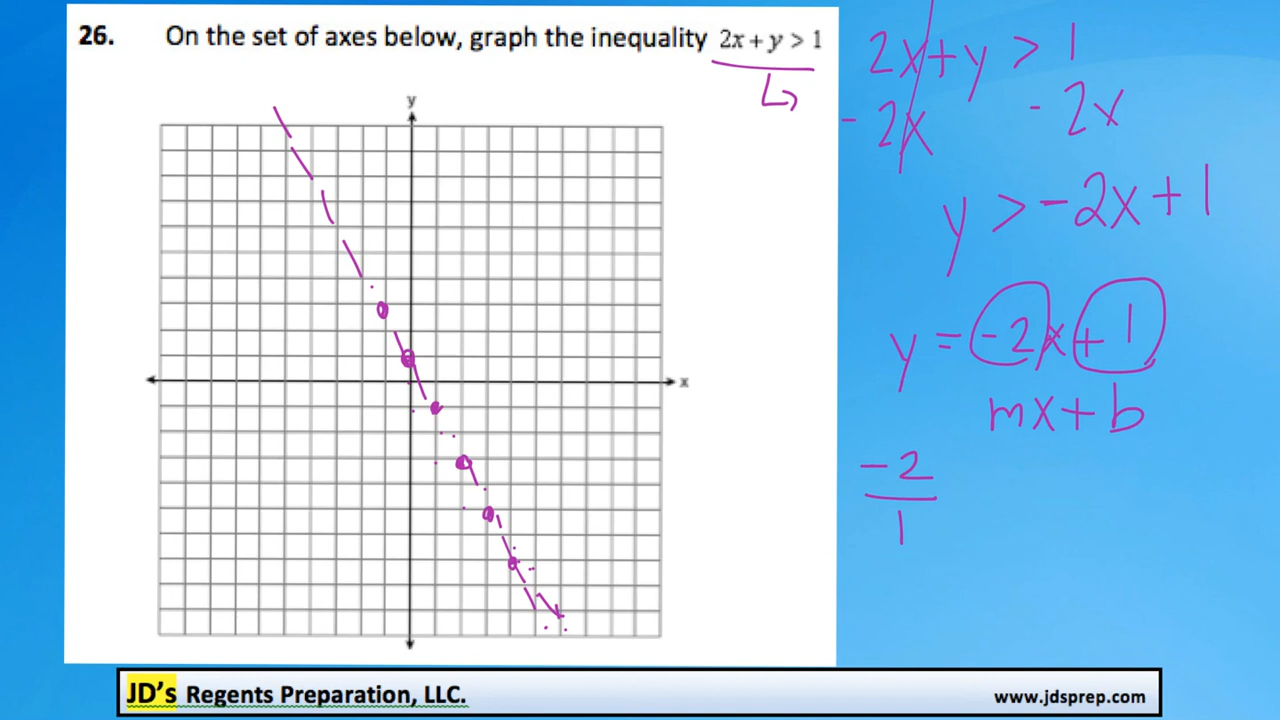 26. On the set of axes below, graph the inequality 2x + y > 1
y
x
2x+y > 1
- 2x - 2x
y > -2x + 1
y = -2x + 1
mx + b
-2
1
JD's Regents Preparation, LLC.
www.jdsprep.com